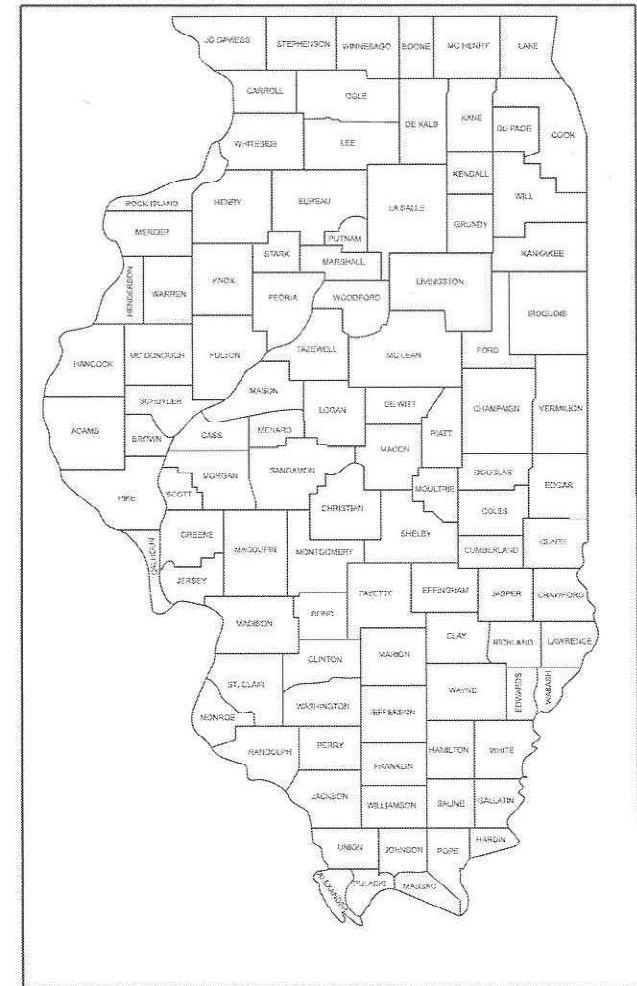 JO DAVIESS STEPHENSON WINNEBAGO BOONE MC HENRY LAKE
CARROLL OGLE DE KALB KANE DU PAGE COOK
WHITESIDE LEE
KENDALL WILL
ROCK ISLAND HENRY BUREAU LA SALLE GRUNDY
MERCER PUTNAM
STARK MARSHALL KANKAKEE
HENDERSON WARREN KNOX PEORIA WOODFORD LIVINGSTON IROQUOIS
HANCOCK MC DONOUGH FULTON TAZEWELL MC LEAN FORD
MASON
SCHUYLER LOGAN DE WITT CHAMPAIGN VERMILION
ADAMS BROWN CASS MENARD PIATT
MACON
PIKE SCOTT MORGAN SANGAMON MOULTRIE DOUGLAS EDGAR
CHRISTIAN COLES
CALHOUN GREENE MACOUPIN MONTGOMERY SHELBY CUMBERLAND CLARK
JERSEY
FAYETTE EFFINGHAM JASPER CRAWFORD
MADISON BOND
CLAY RICHLAND LAWRENCE
CLINTON MARION
ST. CLAIR WAYNE EDWARDS WABASH
MONROE WASHINGTON JEFFERSON
RANDOLPH PERRY HAMILTON WHITE
FRANKLIN
JACKSON WILLIAMSON SALINE GALLATIN
UNION JOHNSON POPE HARDIN
ALEXANDER PULASKI MASSAC